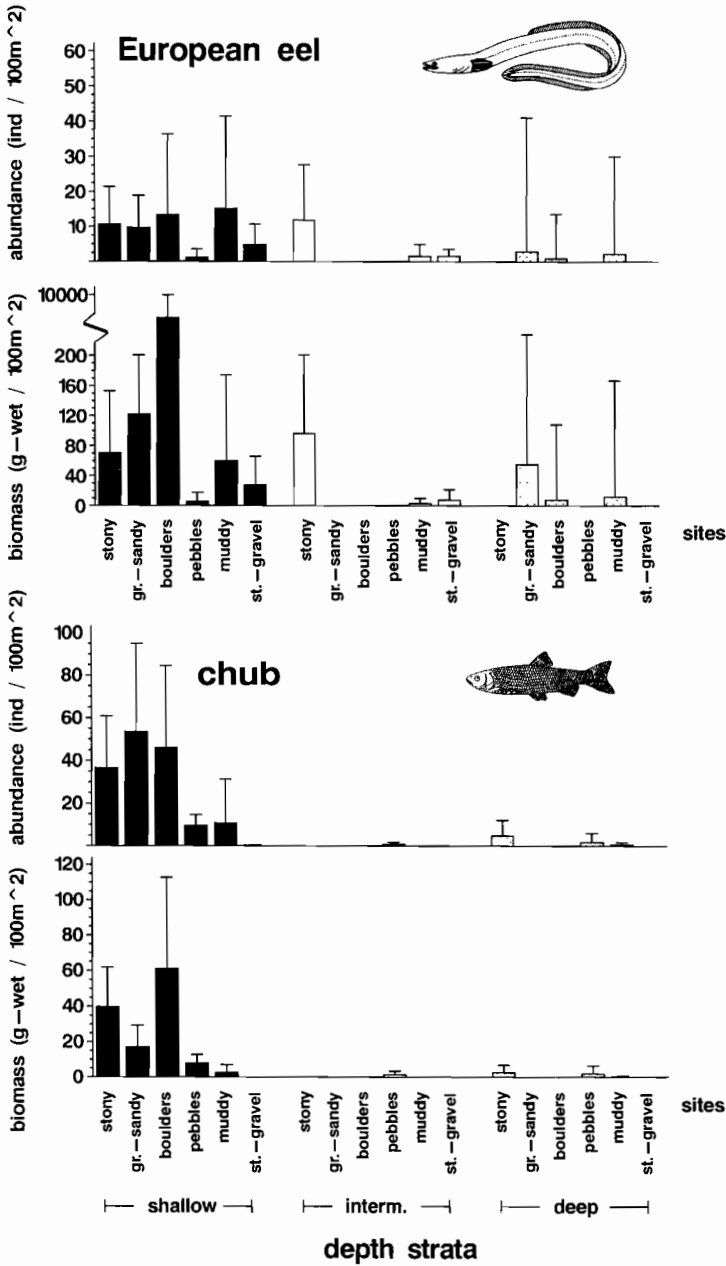 European eel
abundance (ind / 100m^2)
60
50
40
30
20
10
biomass (g-wet / 100m^2)
10000
200
160
120
80
40
0
stony
gr.-sandy
boulders
pebbles
muddy
st.-gravel
stony
gr.-sandy
boulders
pebbles
muddy
st.-gravel
stony
gr.-sandy
boulders
pebbles
muddy
st.-gravel
sites
chub
abundance (ind / 100m^2)
100
80
60
40
20
biomass (g-wet / 100m^2)
120
100
80
60
40
20
0
stony
gr.-sandy
boulders
pebbles
muddy
st.-gravel
stony
gr.-sandy
boulders
pebbles
muddy
st.-gravel
stony
gr.-sandy
boulders
pebbles
muddy
st.-gravel
sites
shallow
interm.
deep
depth strata